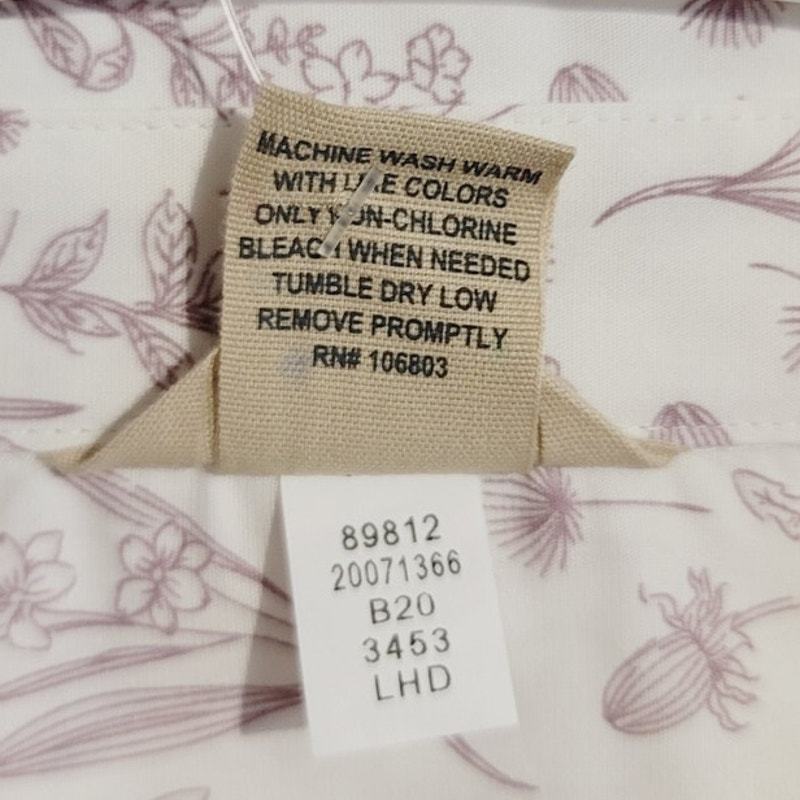 MACHINE WASH WARM
WITH LIKE COLORS
ONLY NON-CHLORINE
BLEACH WHEN NEEDED
TUMBLE DRY LOW
REMOVE PROMPTLY
RN# 106803
89812
20071366
B20
3453
LHD